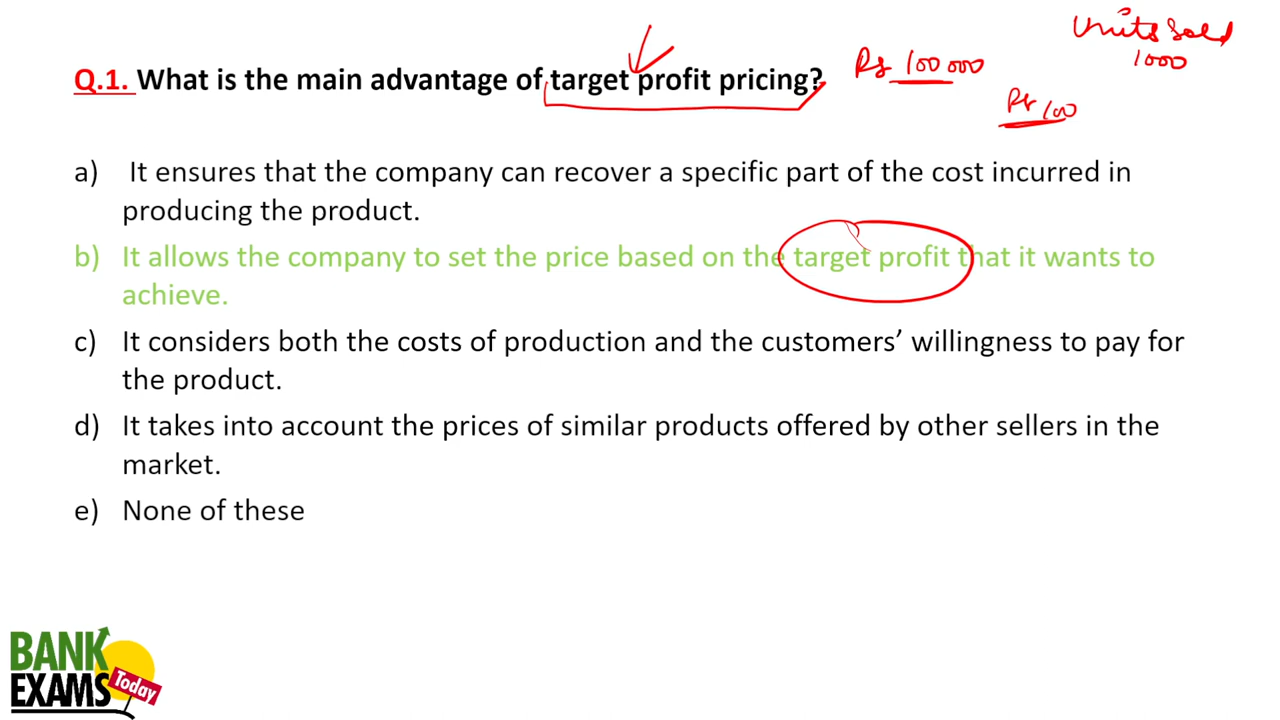 Units Sold
1000
Q.1. What is the main advantage of target profit pricing?
Rs 100 000
Rs 100
a) It ensures that the company can recover a specific part of the cost incurred in
producing the product.
b) It allows the company to set the price based on the target profit that it wants to
achieve.
c) It considers both the costs of production and the customers’ willingness to pay for
the product.
d) It takes into account the prices of similar products offered by other sellers in the
market.
e) None of these
BANK
EXAMS
Today